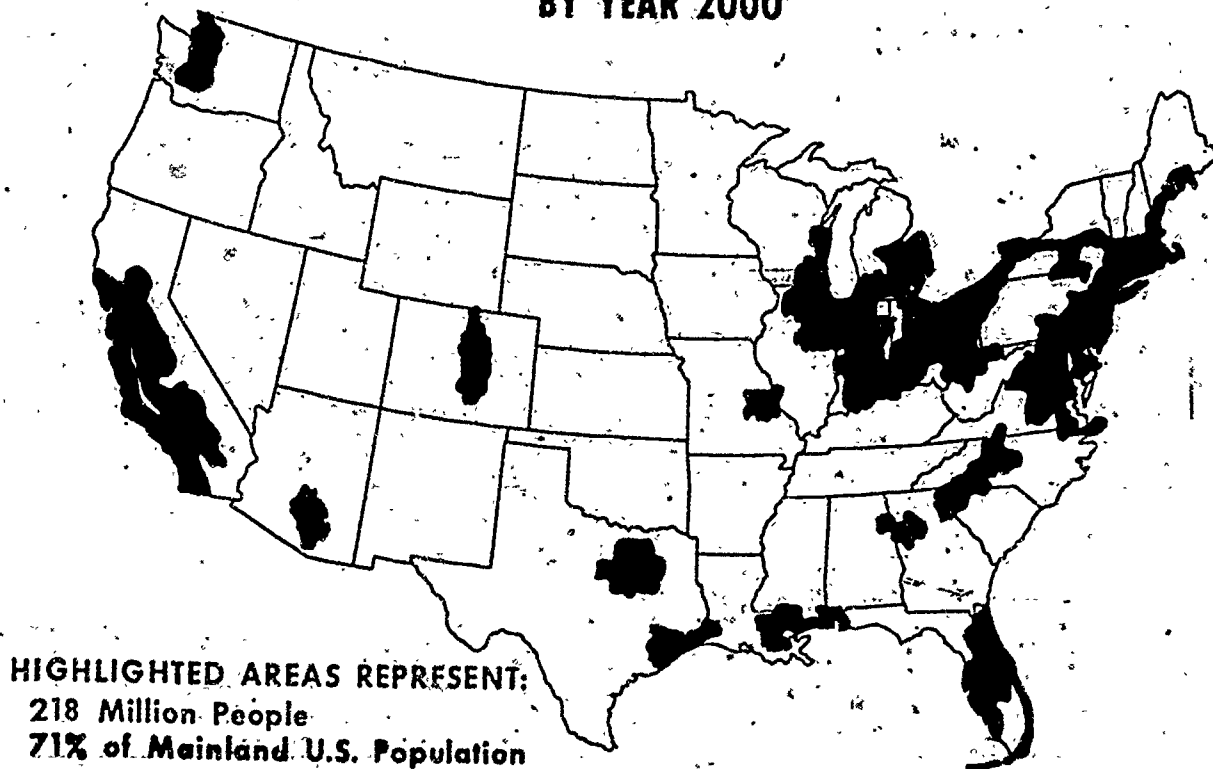 BY YEAR 2000
HIGHLIGHTED AREAS REPRESENT:
218 Million People
71% of Mainland U.S. Population